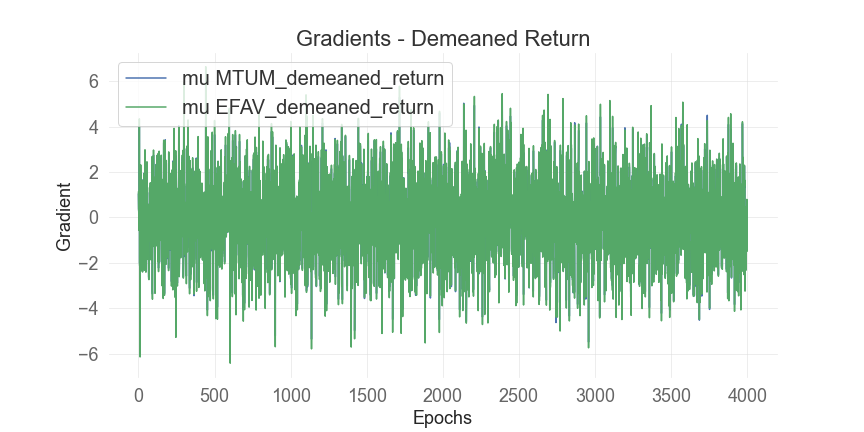 Gradients - Demeaned Return
mu MTUM_demeaned_return
mu EFAV_demeaned_return
6
4
2
0
−2
−4
−6
Gradient
0 500 1000 1500 2000 2500 3000 3500 4000
Epochs